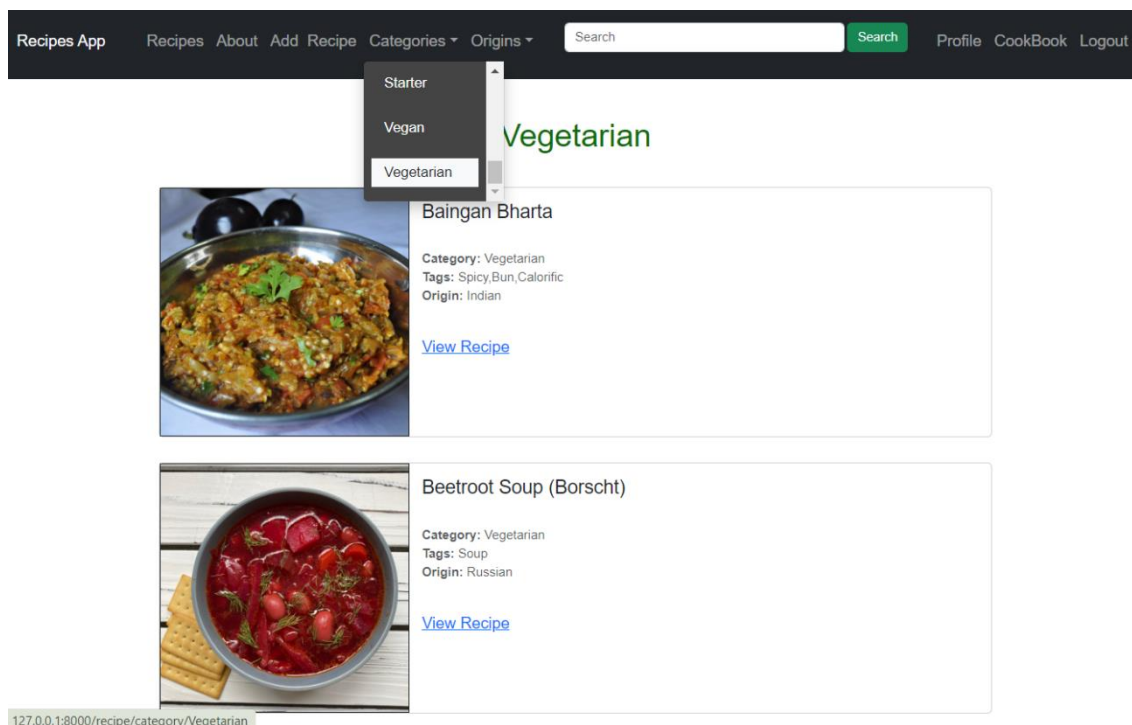 Recipes App Recipes About Add Recipe Categories Origins Search Search Profile CookBook Logout
Starter
Vegan
Vegetarian
Vegetarian
Baingan Bharta
Category: Vegetarian
Tags: Spicy,Bun,Calorific
Origin: Indian
View Recipe
Beetroot Soup (Borscht)
Category: Vegetarian
Tags: Soup
Origin: Russian
View Recipe
127.0.0.1:8000/recipe/category/Vegetarian